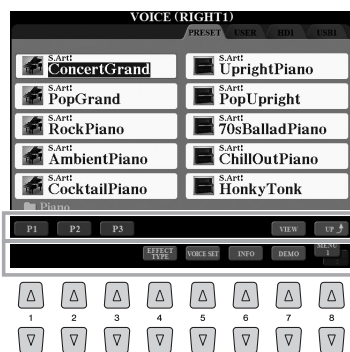 VOICE (RIGHT1)
PRESET USER HD1 USB1
S.Art! S.Art!
ConcertGrand UprightPiano
S.Art! S.Art!
PopGrand PopUpright
S.Art! S.Art!
RockPiano 70sBalladPiano
S.Art! S.Art!
AmbientPiano ChillOutPiano
S.Art! S.Art!
CocktailPiano HonkyTonk
Piano
P1 P2 P3 VIEW UP
EFFECT TYPE VOICE SET INFO DEMO MENU 1
1 2 3 4 5 6 7 8